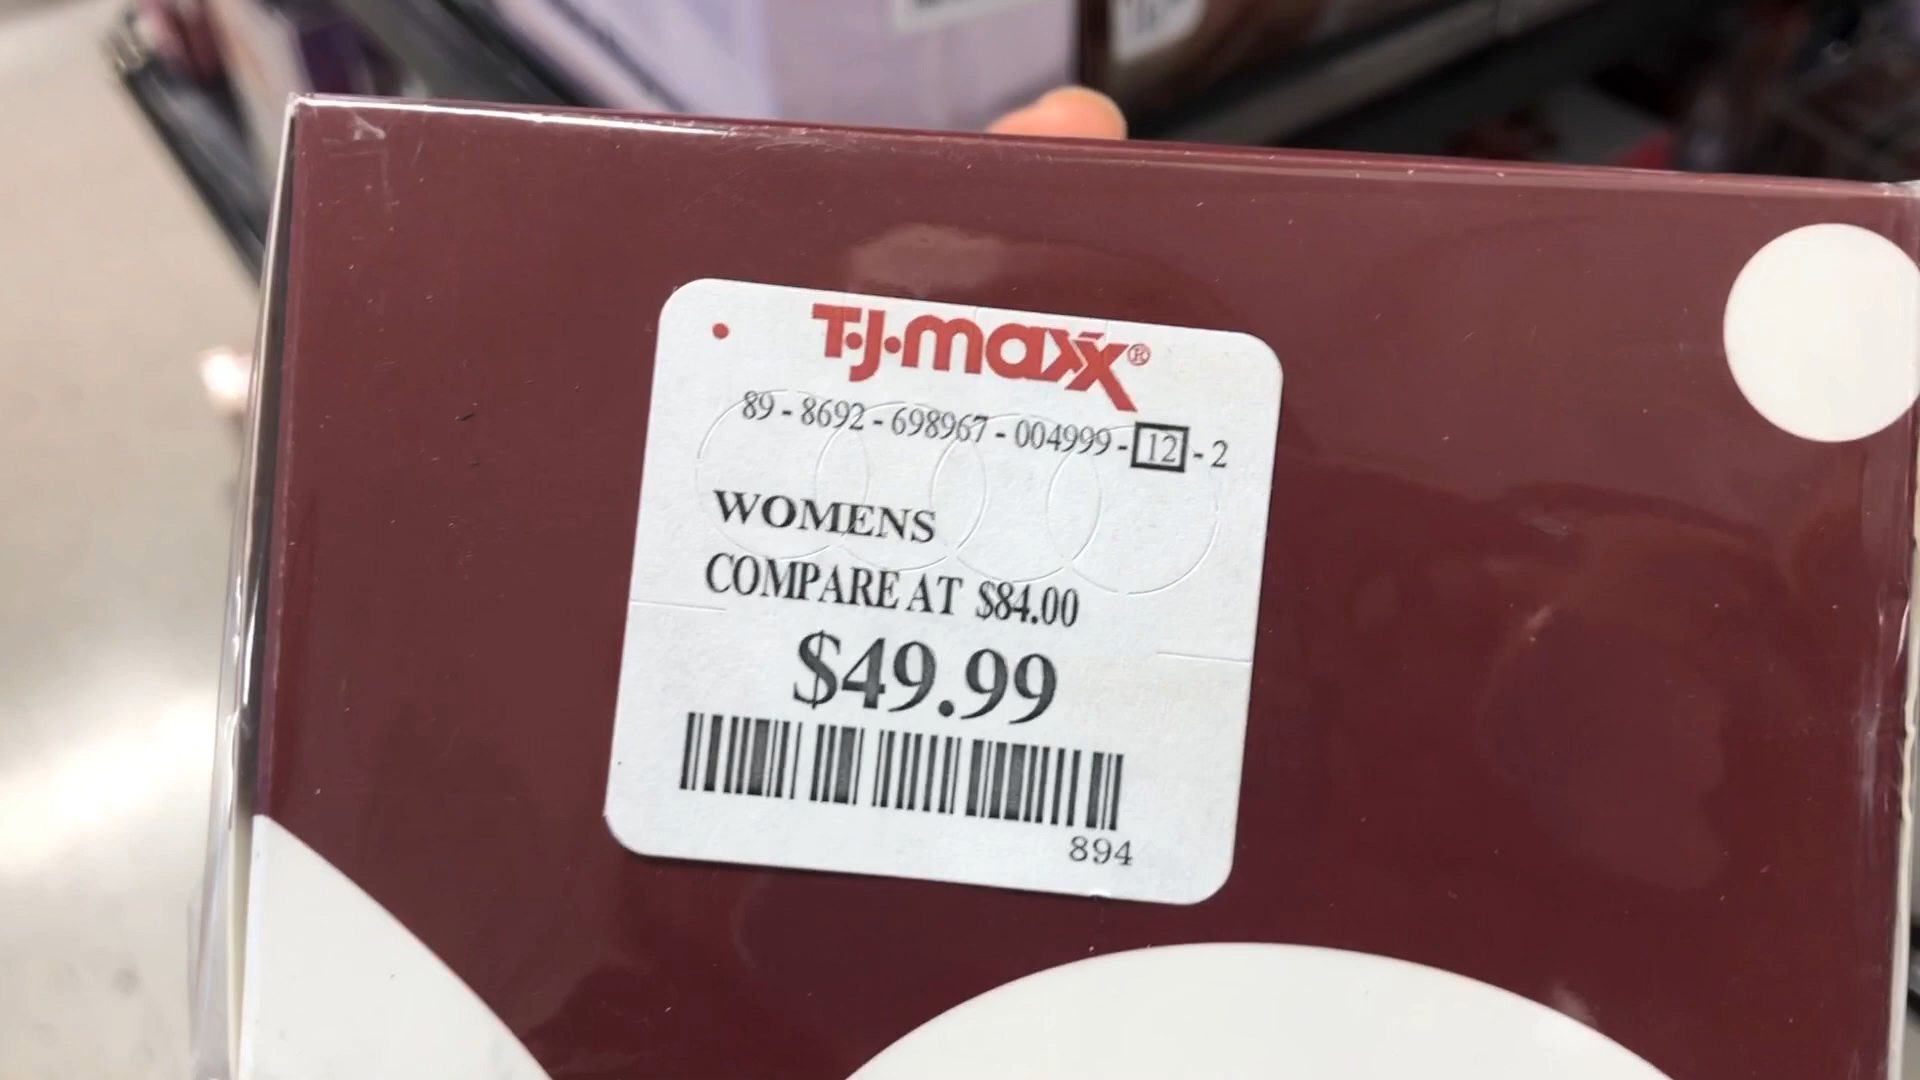 T.J.maxx®
89 - 8692 - 698967 - 004999 - 12 - 2
WOMENS
COMPARE AT $84.00
$49.99
894